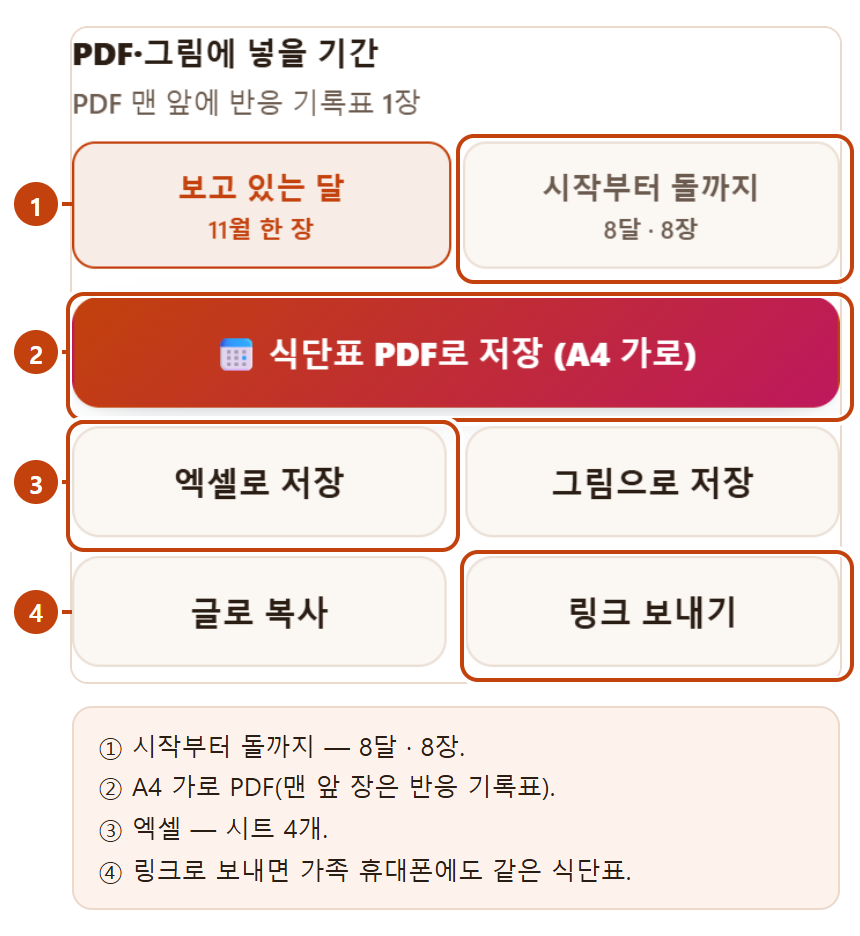 PDF·그림에 넣을 기간
PDF 맨 앞에 반응 기록표 1장
보고 있는 달
11월 한 장
시작부터 돌까지
8달 · 8장
1
식단표 PDF로 저장 (A4 가로)
2
엑셀로 저장
그림으로 저장
3
글로 복사
링크 보내기
4
① 시작부터 돌까지 — 8달 · 8장.
② A4 가로 PDF(맨 앞 장은 반응 기록표).
③ 엑셀 — 시트 4개.
④ 링크로 보내면 가족 휴대폰에도 같은 식단표.